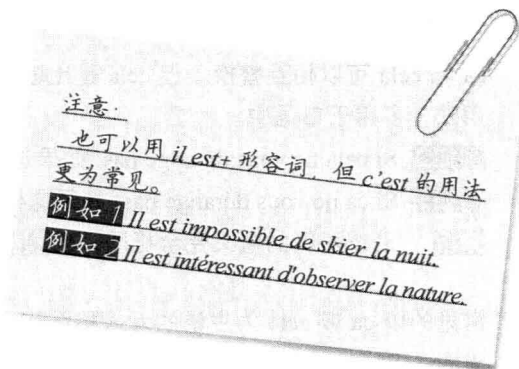 注意:
也可以用 il est+ 形容词，但 c'est 的用法
更为常见。
例如 1 Il est impossible de skier la nuit.
例如 2 Il est intéressant d'observer la nature.